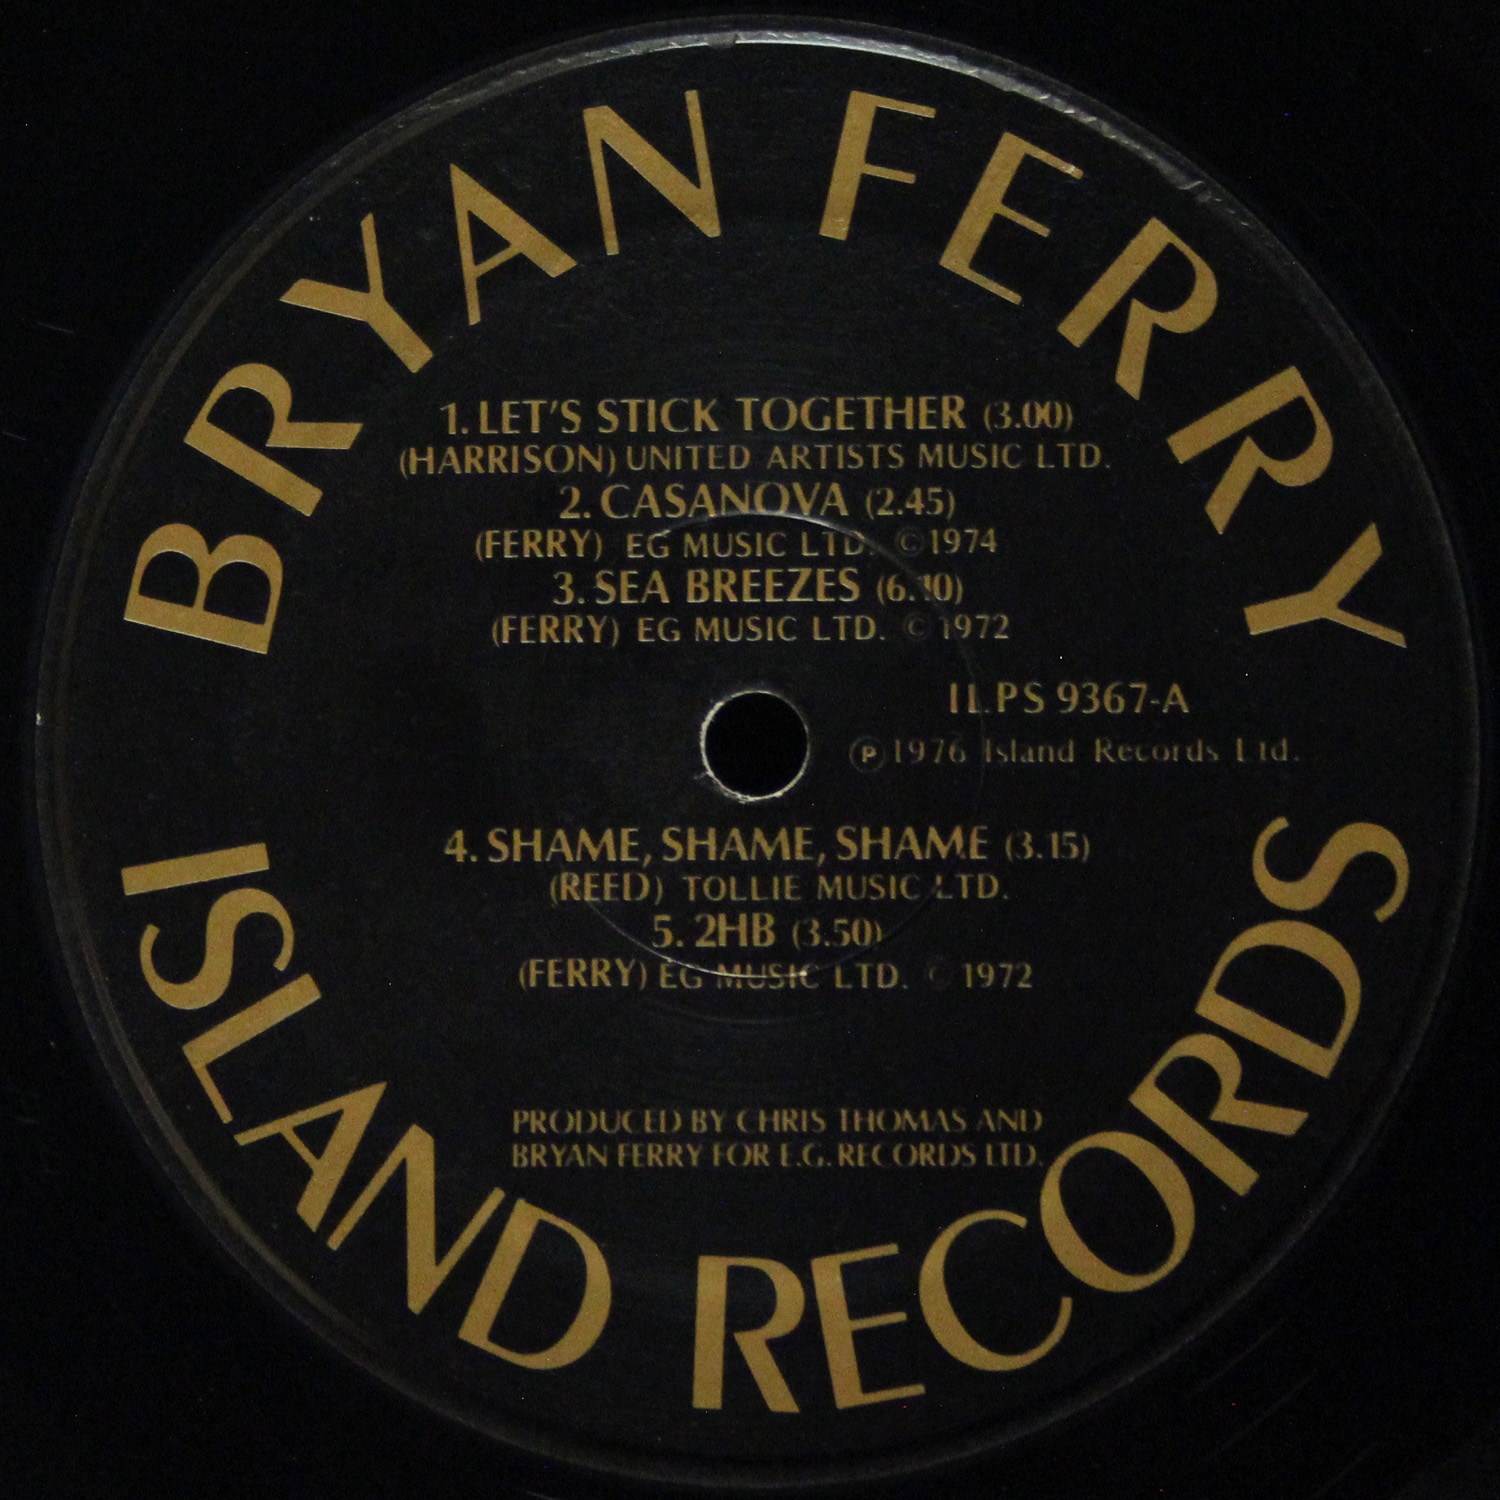 BRYAN FERRY
1. LET'S STICK TOGETHER (3.00)
(HARRISON) UNITED ARTISTS MUSIC LTD.
2. CASANOVA (2.45)
(FERRY) EG MUSIC LTD. © 1974
3. SEA BREEZES (6.10)
(FERRY) EG MUSIC LTD. © 1972
ILPS 9367-A
℗ 1976 Island Records Ltd.
4. SHAME, SHAME, SHAME (3.15)
(REED) TOLLIE MUSIC LTD.
5. 2HB (3.50)
(FERRY) EG MUSIC LTD. © 1972
PRODUCED BY CHRIS THOMAS AND
BRYAN FERRY FOR E.G. RECORDS LTD.
ISLAND RECORDS